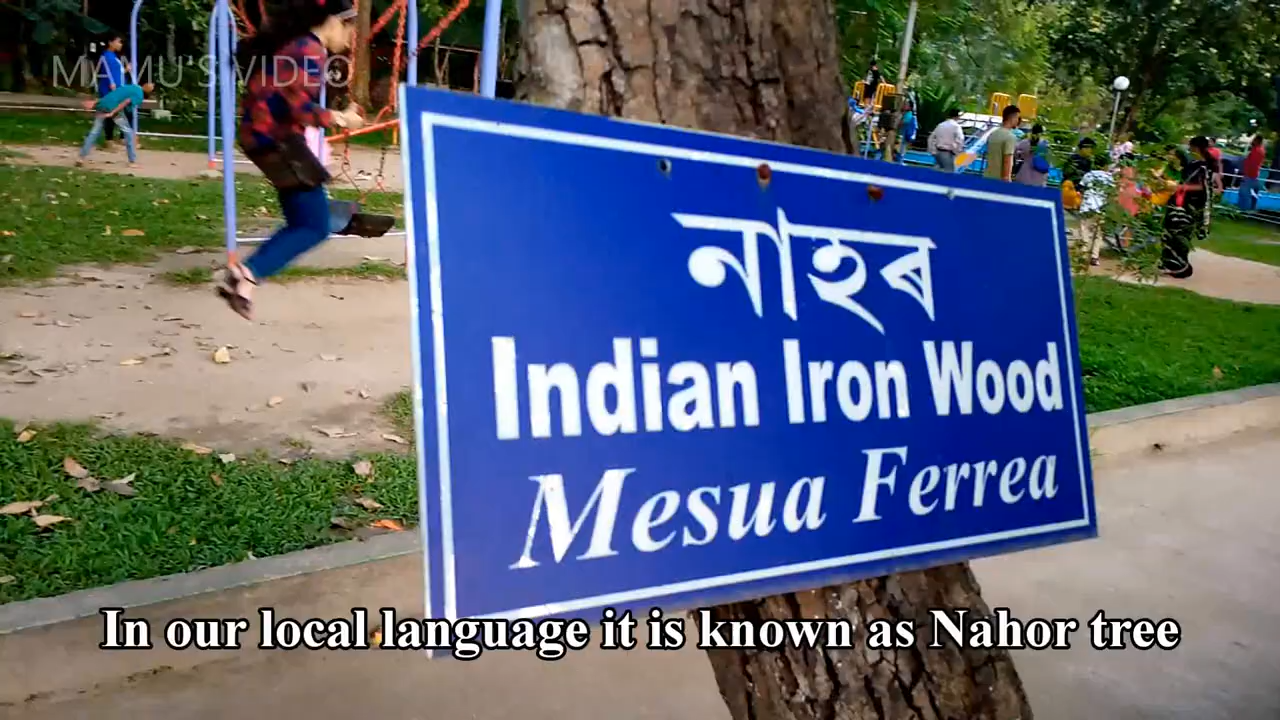 MAMU'S VIDEO
নাহৰ
Indian Iron Wood
Mesua Ferrea
In our local language it is known as Nahor tree